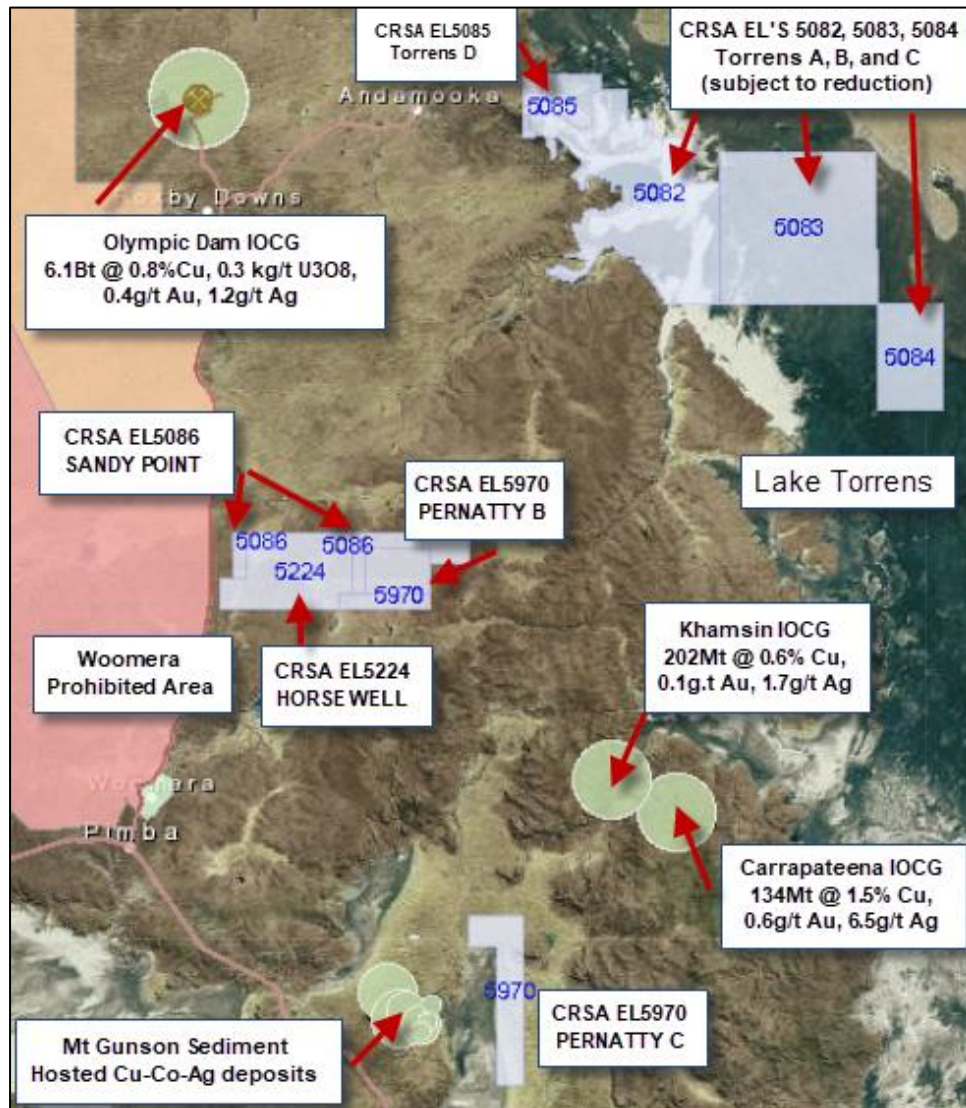 CRSA EL5085
Torrens D
CRSA EL'S 5082, 5083, 5084
Torrens A, B, and C
(subject to reduction)
Andamooka
5085
5082
5083
5084
Roxby Downs
Olympic Dam IOCG
6.1Bt @ 0.8%Cu, 0.3 kg/t U3O8,
0.4g/t Au, 1.2g/t Ag
CRSA EL5086
SANDY POINT
CRSA EL5970
PERNATTY B
Lake Torrens
5086
5086
5224
5970
Woomera
Prohibited Area
CRSA EL5224
HORSE WELL
Khamsin IOCG
202Mt @ 0.6% Cu,
0.1g.t Au, 1.7g/t Ag
Woomera
Pimba
Carrapateena IOCG
134Mt @ 1.5% Cu,
0.6g/t Au, 6.5g/t Ag
5970
CRSA EL5970
PERNATTY C
Mt Gunson Sediment
Hosted Cu-Co-Ag deposits